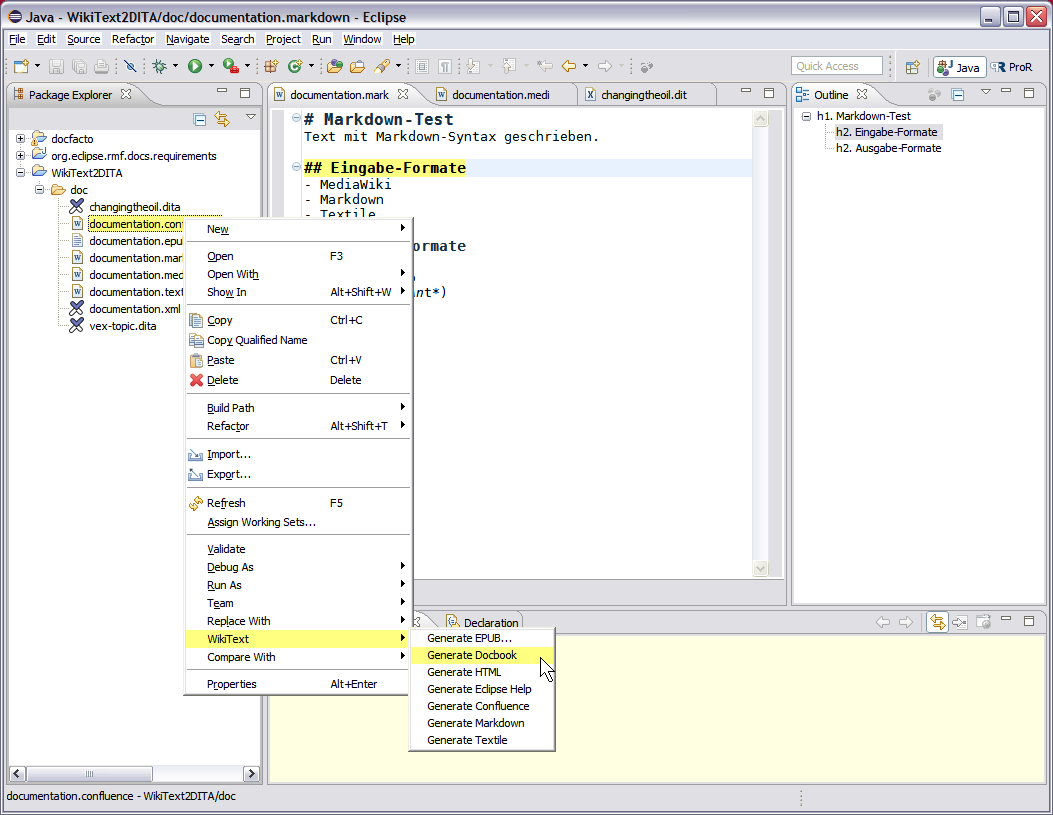 Java - WikiText2DITA/doc/documentation.markdown - Eclipse
File Edit Source Refactor Navigate Search Project Run Window Help
Quick Access
Java
ProR
Package Explorer
docfacto
org.eclipse.rmf.docs.requirements
WikiText2DITA
doc
changingtheoil.dita
documentation.con
documentation.epu
documentation.mar
documentation.med
documentation.text
documentation.xml
vex-topic.dita
documentation.mark
documentation.medi
changingtheoil.dit
# Markdown-Test
Text mit Markdown-Syntax geschrieben.
## Eingabe-Formate
- MediaWiki
- Markdown
- Textile
ormate
nt*)
Outline
h1. Markdown-Test
h2. Eingabe-Formate
h2. Ausgabe-Formate
New
Open F3
Open With
Show In Alt+Shift+W
Copy Ctrl+C
Copy Qualified Name
Paste Ctrl+V
Delete Delete
Build Path
Refactor Alt+Shift+T
Import...
Export...
Refresh F5
Assign Working Sets...
Validate
Debug As
Run As
Team
Replace With
WikiText
Compare With
Properties Alt+Enter
Declaration
Generate EPUB...
Generate Docbook
Generate HTML
Generate Eclipse Help
Generate Confluence
Generate Markdown
Generate Textile
documentation.confluence - WikiText2DITA/doc